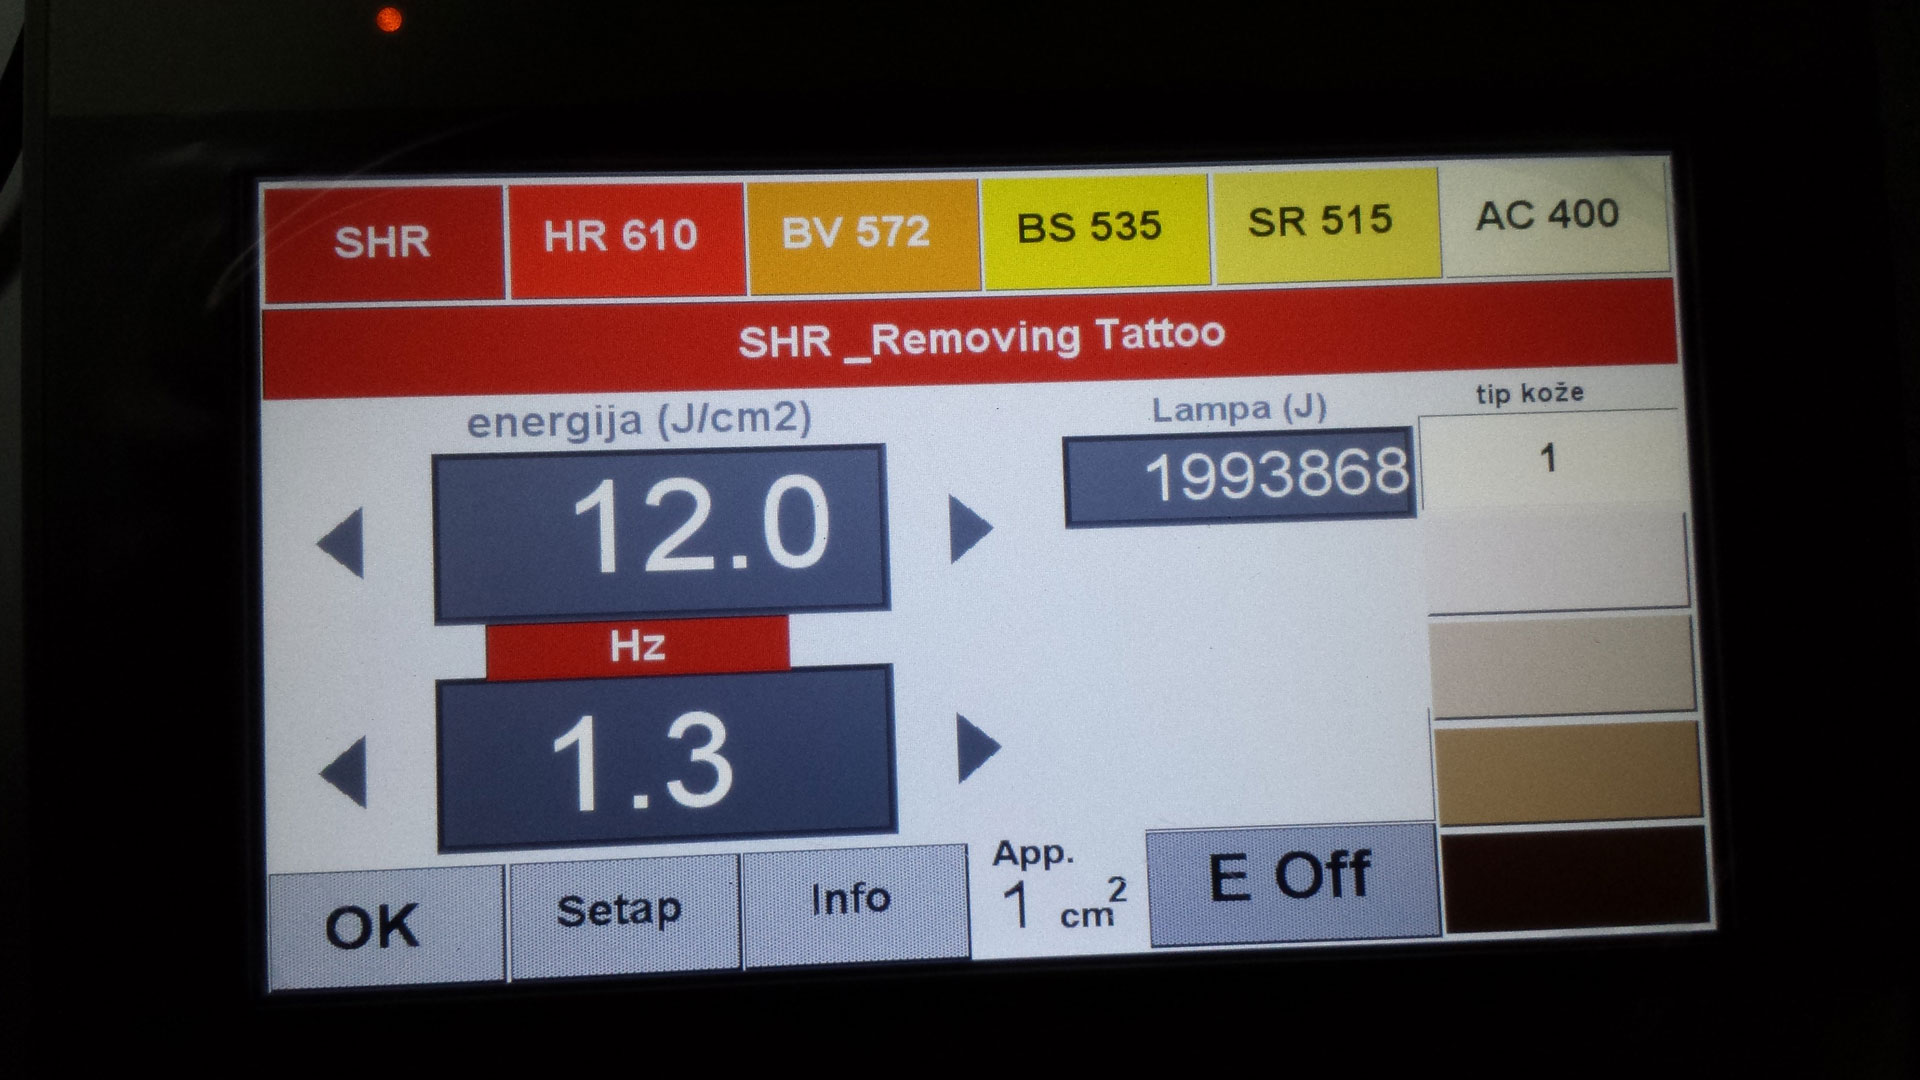 SHR HR 610 BV 572 BS 535 SR 515 AC 400
SHR _Removing Tattoo
energija (J/cm2) Lampa (J) tip kože
12.0 1993868 1
Hz
1.3
OK Setap Info App. 1 cm² E Off